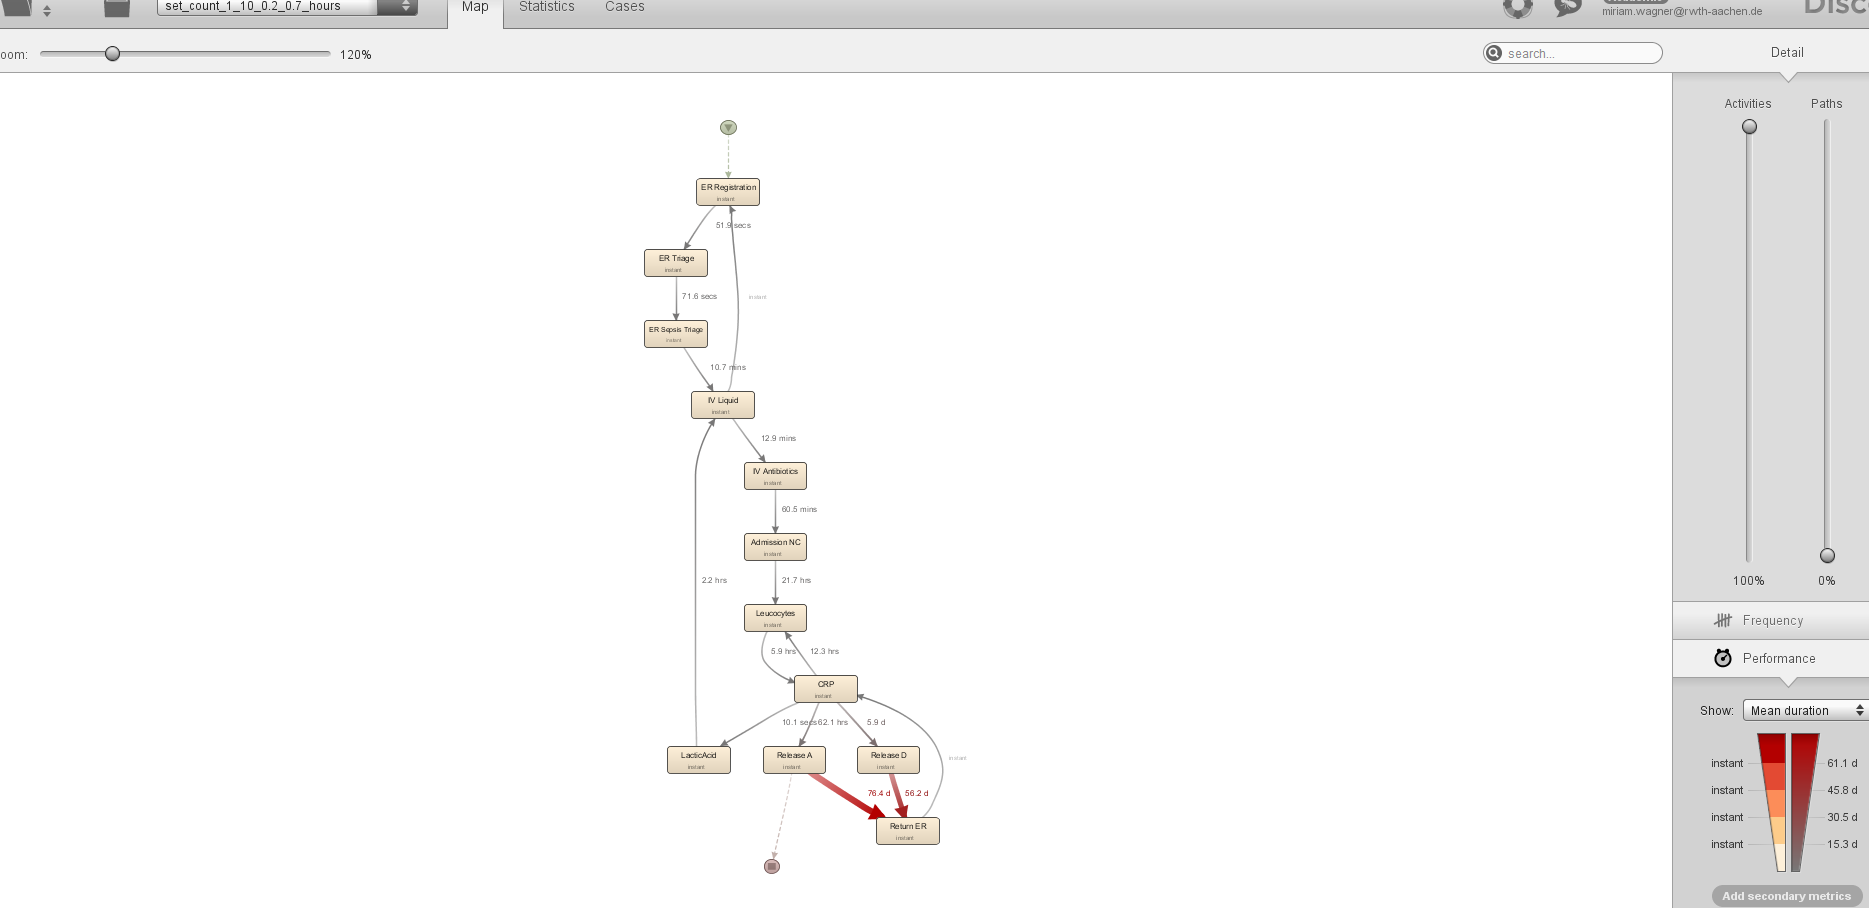 set_count_1_10_0.2_0.7_hours
Map
Statistics
Cases
miriam.wagner@rwth-aachen.de
Disco
oom:
120%
search...
Detail
Activities
Paths
100%
0%
Frequency
Performance
Show:
Mean duration
instant
61.1 d
instant
45.8 d
instant
30.5 d
instant
15.3 d
Add secondary metrics
ER Registration
instant
51.9 secs
ER Triage
instant
71.6 secs
instant
ER Sepsis Triage
instant
10.7 mins
IV Liquid
instant
12.9 mins
IV Antibiotics
instant
60.5 mins
Admission NC
instant
2.2 hrs
21.7 hrs
Leucocytes
instant
5.9 hrs
12.3 hrs
CRP
instant
10.1 secs
62.1 hrs
5.9 d
LacticAcid
instant
Release A
instant
Release D
instant
instant
76.4 d
56.2 d
Return ER
instant